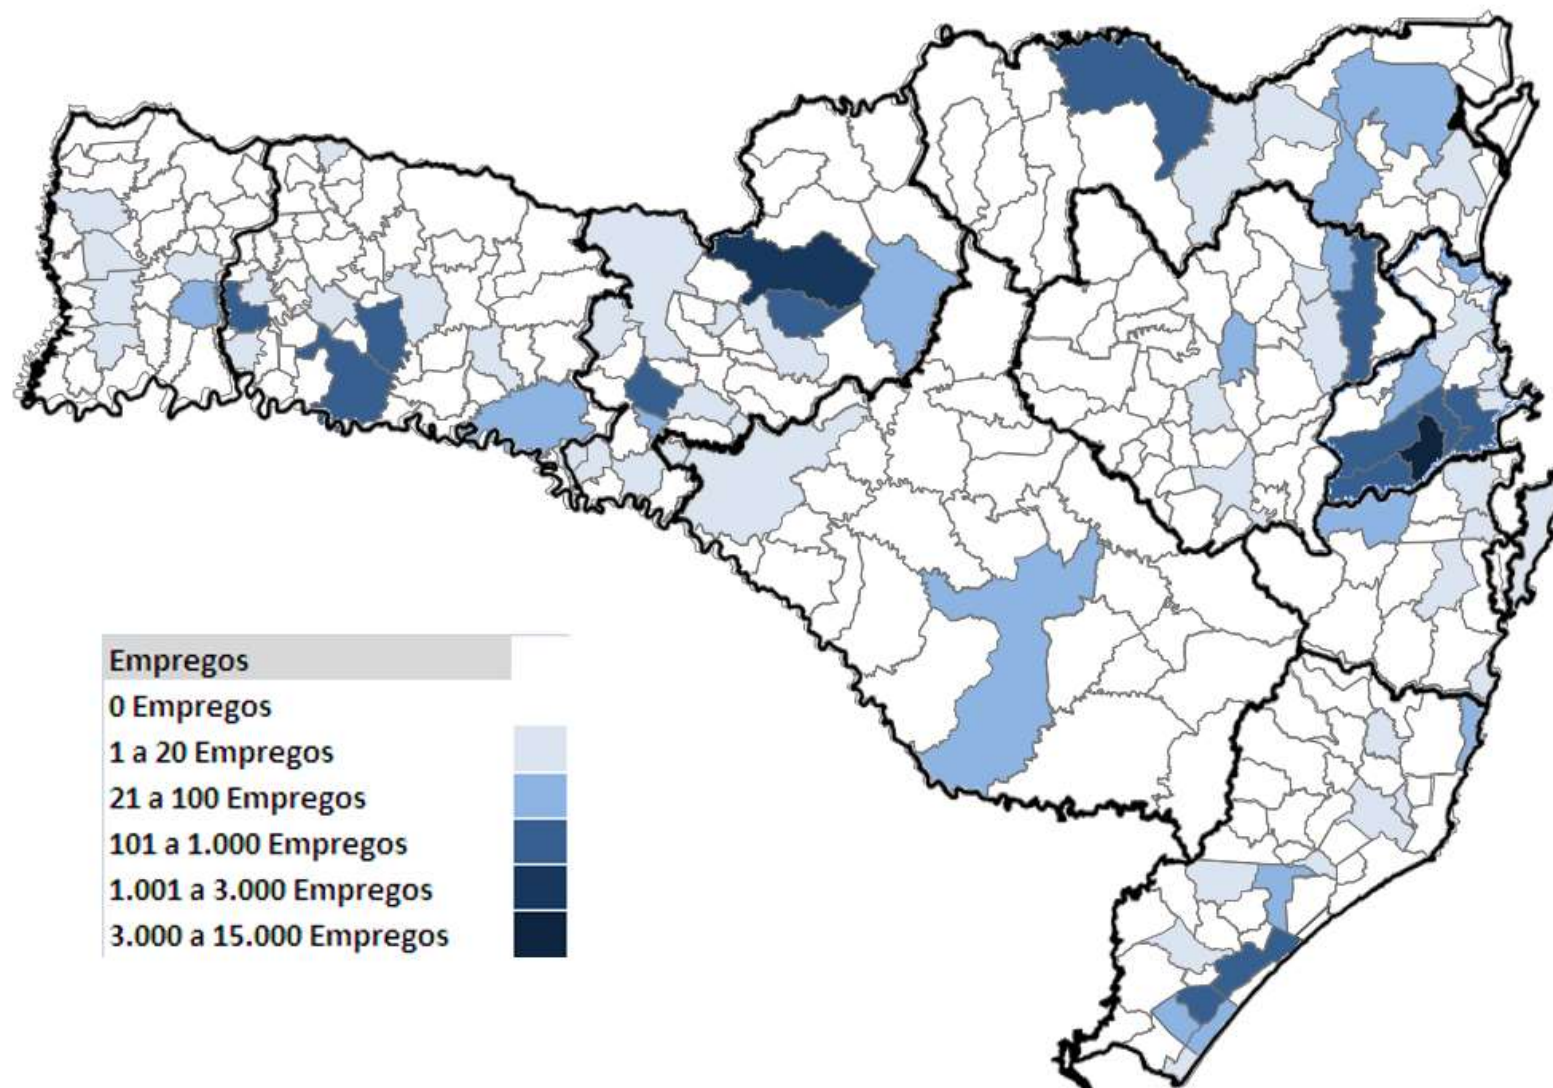 Empregos
0 Empregos
1 a 20 Empregos
21 a 100 Empregos
101 a 1.000 Empregos
1.001 a 3.000 Empregos
3.000 a 15.000 Empregos